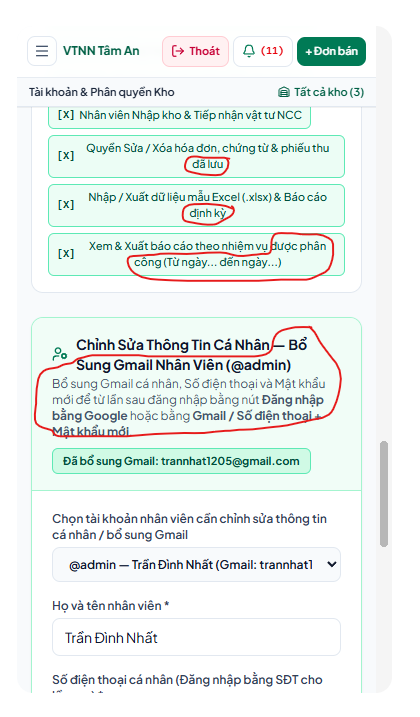 VTNN Tâm An
Thoát
(11)
+Đơn bán
Tài khoản & Phân quyền Kho
Tất cả kho (3)
[X] Nhân viên Nhập kho & Tiếp nhận vật tư NCC
[X] Quyền Sửa / Xóa hóa đơn, chứng từ & phiếu thu
đã lưu
[X] Nhập / Xuất dữ liệu mẫu Excel (.xlsx) & Báo cáo
định kỳ
[X] Xem & Xuất báo cáo theo nhiệm vụ được phân
công (Từ ngày... đến ngày...)
Chỉnh Sửa Thông Tin Cá Nhân — Bổ
Sung Gmail Nhân Viên (@admin)
Bổ sung Gmail cá nhân, Số điện thoại và Mật khẩu
mới để từ lần sau đăng nhập bằng nút Đăng nhập
bằng Google hoặc bằng Gmail / Số điện thoại +
Mật khẩu mới
Đã bổ sung Gmail: trannhat1205@gmail.com
Chọn tài khoản nhân viên cần chỉnh sửa thông tin
cá nhân / bổ sung Gmail
@admin — Trần Đình Nhất (Gmail: trannhat1
Họ và tên nhân viên *
Trần Đình Nhất
Số điện thoại cá nhân (Đăng nhập bằng SĐT cho